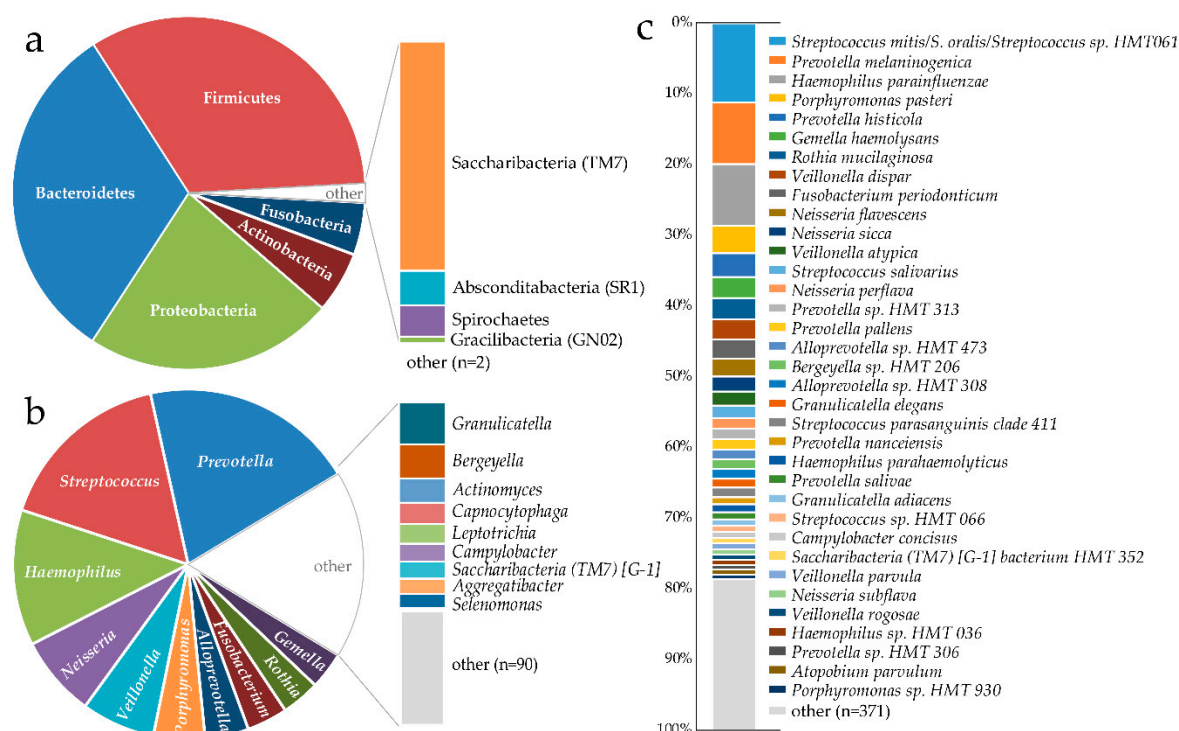 a
Firmicutes
Bacteroidetes
other
Fusobacteria
Actinobacteria
Proteobacteria
Saccharibacteria (TM7)
Absconditabacteria (SR1)
Spirochaetes
Gracilibacteria (GN02)
other (n=2)
b
Prevotella
Streptococcus
other
Haemophilus
Neisseria
Veillonella
Porphyromonas
Alloprevotella
Fusobacterium
Rothia
Gemella
Granulicatella
Bergeyella
Actinomyces
Capnocytophaga
Leptotrichia
Campylobacter
Saccharibacteria (TM7) [G-1]
Aggregatibacter
Selenomonas
other (n=90)
c
0%
10%
20%
30%
40%
50%
60%
70%
80%
90%
100%
Streptococcus mitis/S. oralis/Streptococcus sp. HMT061
Prevotella melaninogenica
Haemophilus parainfluenzae
Porphyromonas pasteri
Prevotella histicola
Gemella haemolysans
Rothia mucilaginosa
Veillonella dispar
Fusobacterium periodonticum
Neisseria flavescens
Neisseria sicca
Veillonella atypica
Streptococcus salivarius
Neisseria perflava
Prevotella sp. HMT 313
Prevotella pallens
Alloprevotella sp. HMT 473
Bergeyella sp. HMT 206
Alloprevotella sp. HMT 308
Granulicatella elegans
Streptococcus parasanguinis clade 411
Prevotella nanceiensis
Haemophilus parahaemolyticus
Prevotella salivae
Granulicatella adiacens
Streptococcus sp. HMT 066
Campylobacter concisus
Saccharibacteria (TM7) [G-1] bacterium HMT 352
Veillonella parvula
Neisseria subflava
Veillonella rogosae
Haemophilus sp. HMT 036
Prevotella sp. HMT 306
Atopobium parvulum
Porphyromonas sp. HMT 930
other (n=371)